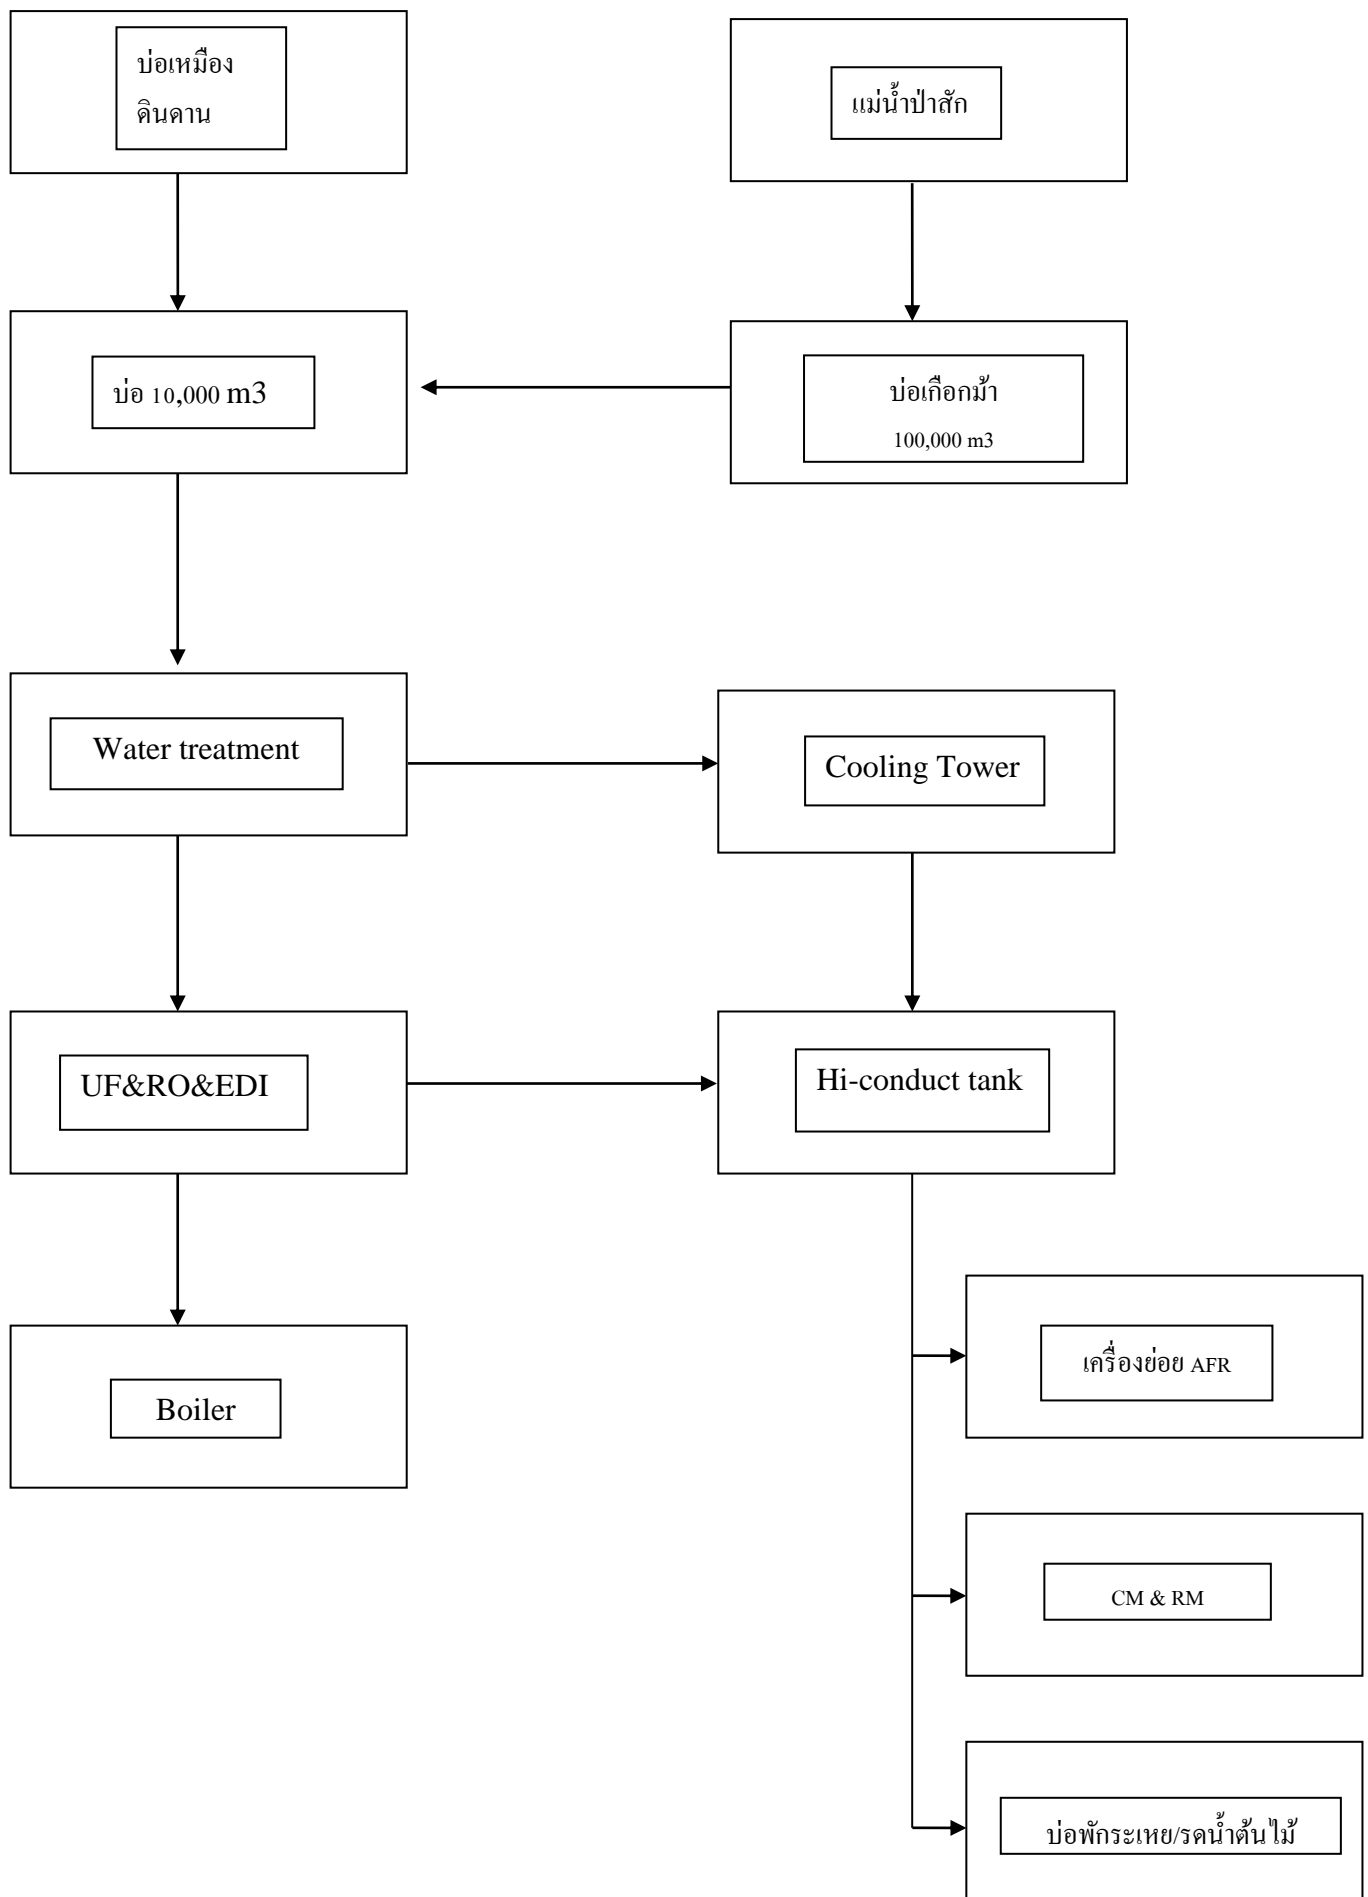 บ่อเหมือง
ดินดาน
แม่น้ำป่าสัก
บ่อ 10,000 m3
บ่อเกือกม้า
100,000 m3
Water treatment
Cooling Tower
UF&RO&EDI
Hi-conduct tank
เครื่องย่อย AFR
Boiler
CM & RM
บ่อพักระเหย/รดน้ำต้นไม้